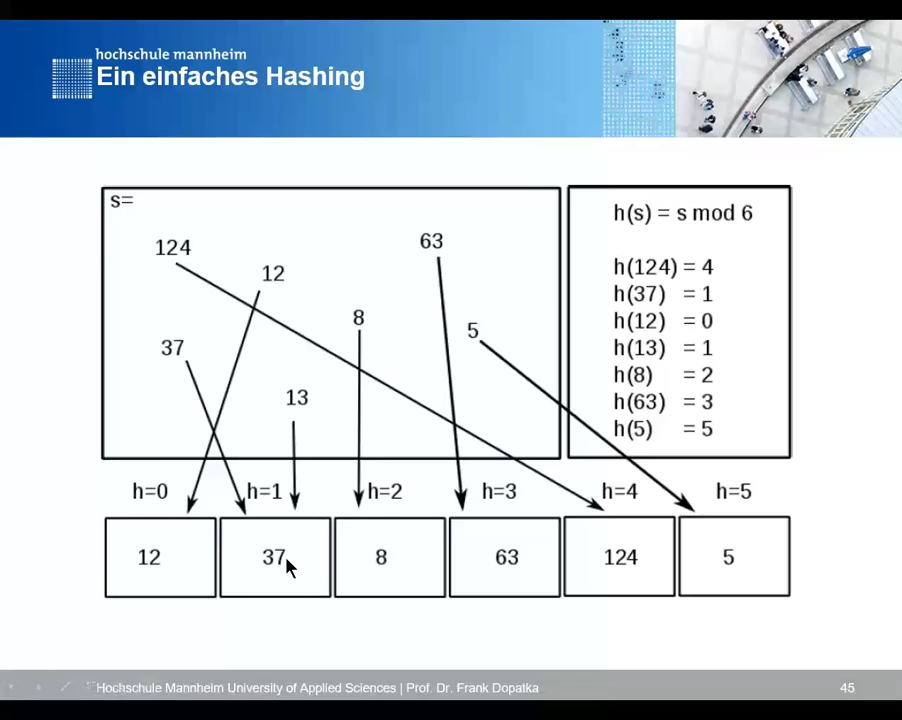 hochschule mannheim
Ein einfaches Hashing
s=
124
12
63
8
5
37
13
h(s) = s mod 6
h(124) = 4
h(37) = 1
h(12) = 0
h(13) = 1
h(8) = 2
h(63) = 3
h(5) = 5
h=0 h=1 h=2 h=3 h=4 h=5
12 37 8 63 124 5
Hochschule Mannheim University of Applied Sciences | Prof. Dr. Frank Dopatka 45